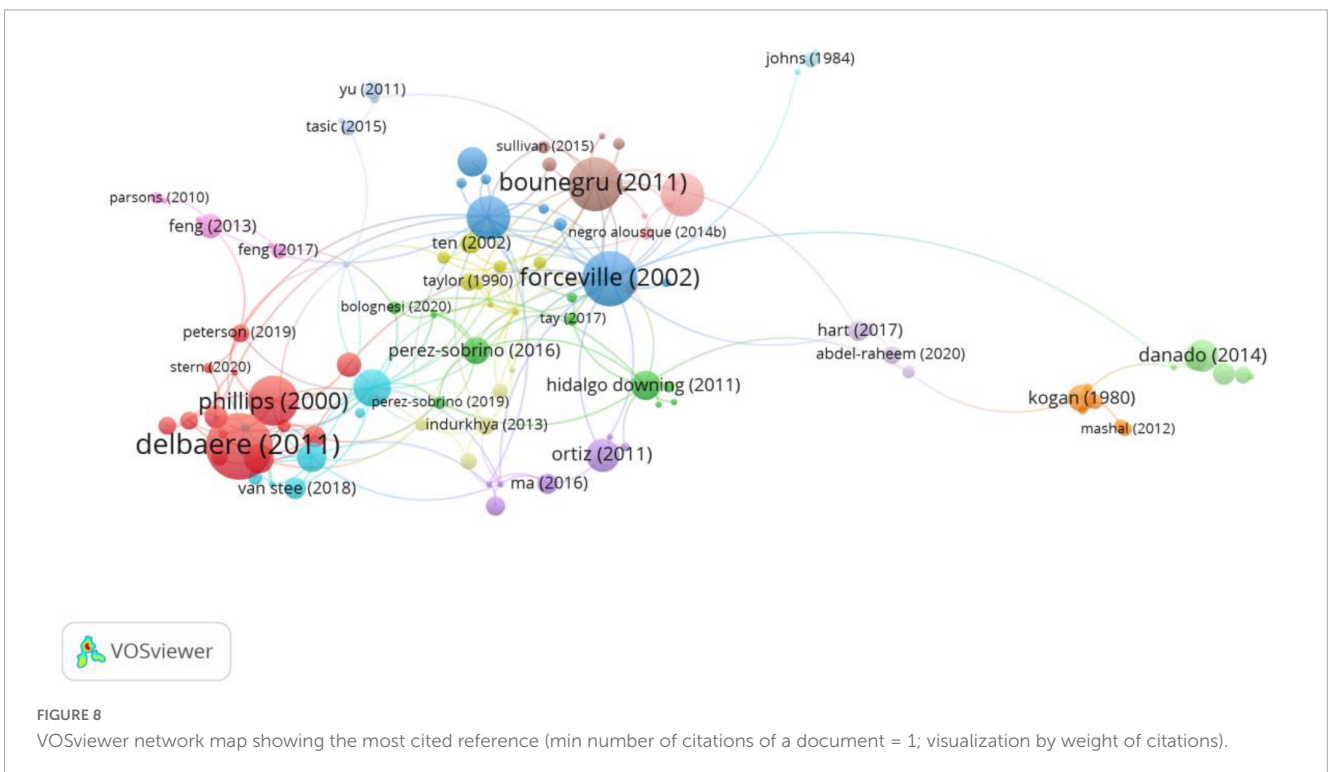 johns (1984)
yu (2011)
tasic (2015)
sullivan (2015)
bounegru (2011)
parsons (2010)
feng (2013)
negro alousque (2014b)
ten (2002)
feng (2017)
forceville (2002)
taylor (1990)
bolognesi (2020)
tay (2017)
peterson (2019)
hart (2017)
perez-sobrino (2016)
abdel-raheem (2020)
danado (2014)
stern (2020)
hidalgo downing (2011)
phillips (2000)
perez-sobrino (2019)
kogan (1980)
indurkhya (2013)
mashal (2012)
delbaere (2011)
ortiz (2011)
van stee (2018)
ma (2016)
VOSviewer
FIGURE 8
VOSviewer network map showing the most cited reference (min number of citations of a document = 1; visualization by weight of citations).